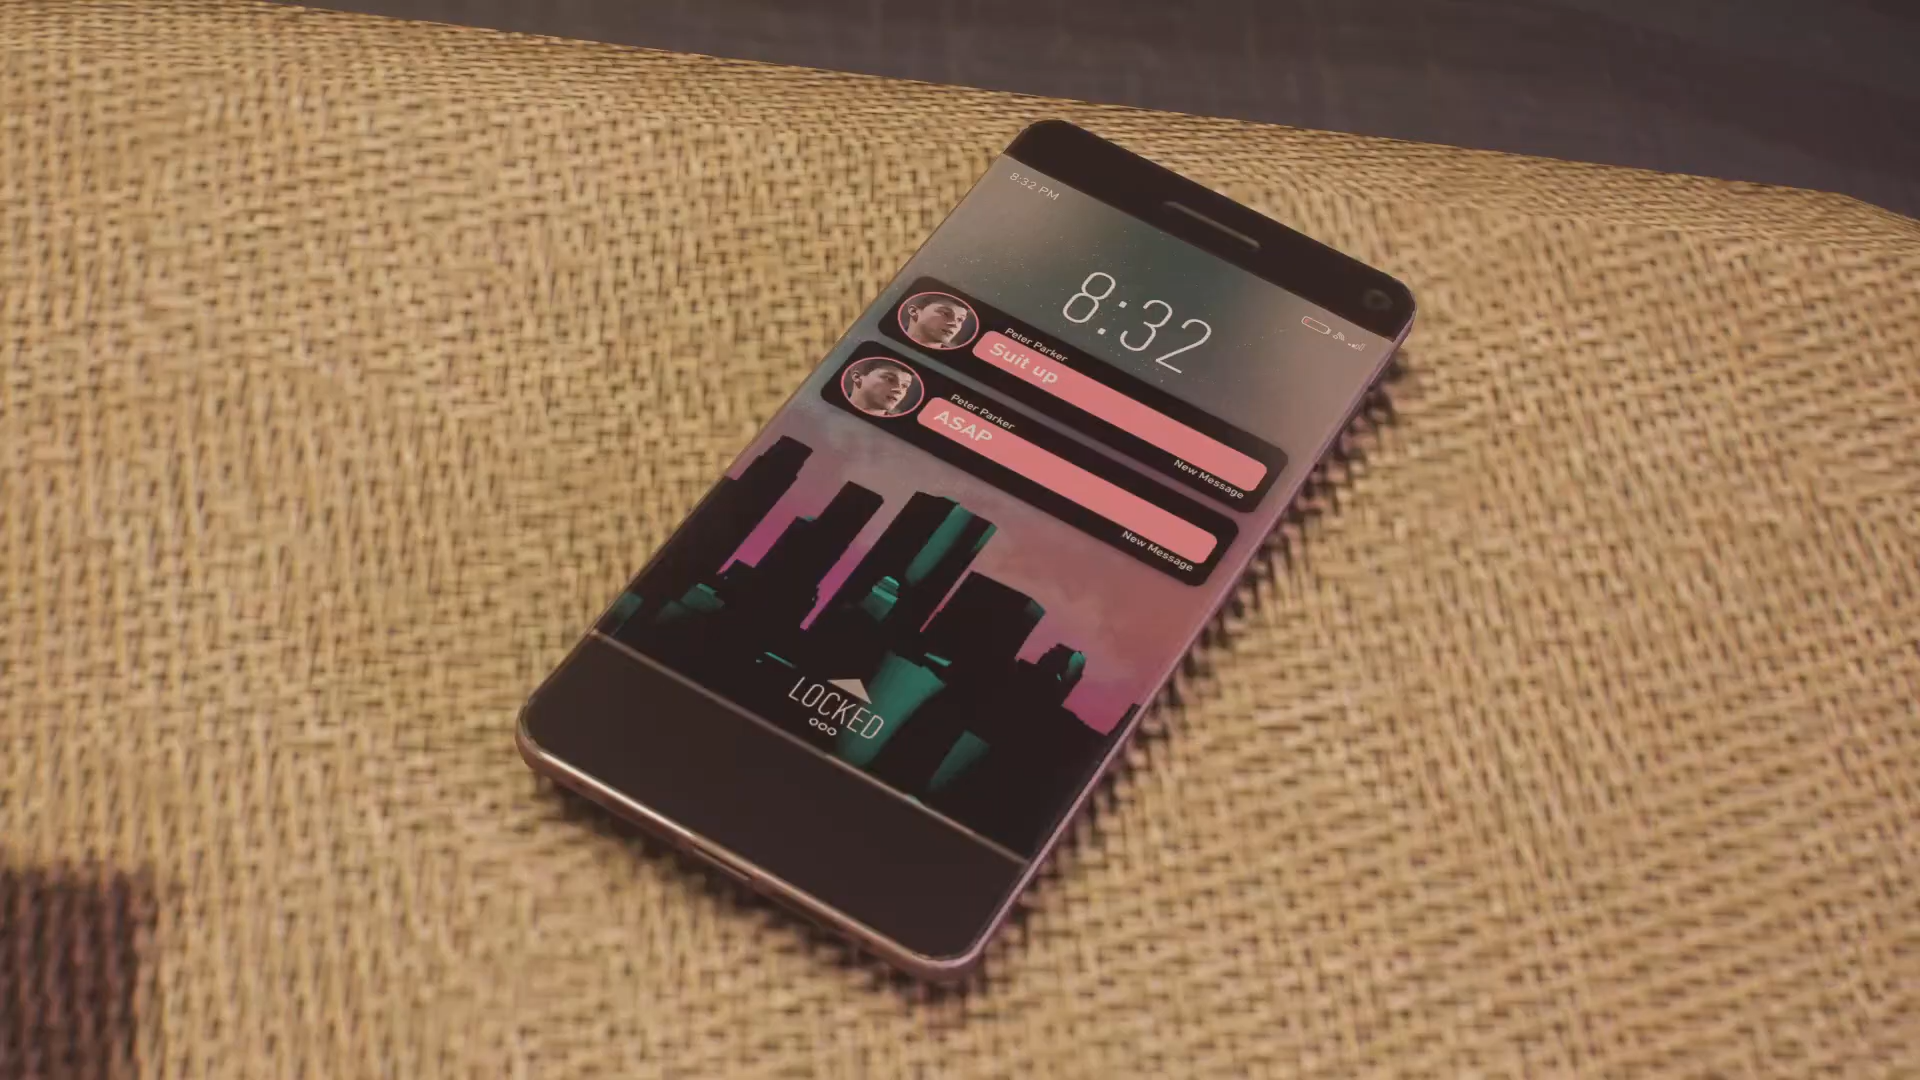 8:32 PM
8:32
Peter Parker
Suit up
New Message
Peter Parker
ASAP
New Message
LOCKED